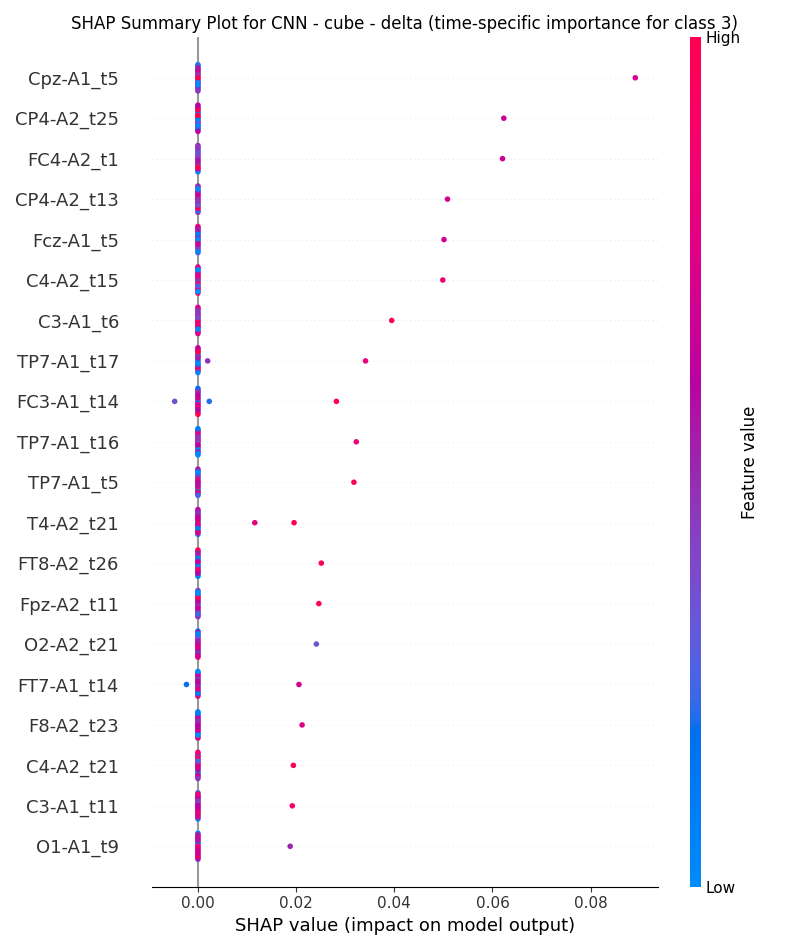 SHAP Summary Plot for CNN - cube - delta (time-specific importance for class 3)
High
Cpz-A1_t5
CP4-A2_t25
FC4-A2_t1
CP4-A2_t13
Fcz-A1_t5
C4-A2_t15
C3-A1_t6
TP7-A1_t17
FC3-A1_t14
TP7-A1_t16
TP7-A1_t5
T4-A2_t21
FT8-A2_t26
Fpz-A2_t11
O2-A2_t21
FT7-A1_t14
F8-A2_t23
C4-A2_t21
C3-A1_t11
O1-A1_t9
Feature value
Low
0.00 0.02 0.04 0.06 0.08
SHAP value (impact on model output)